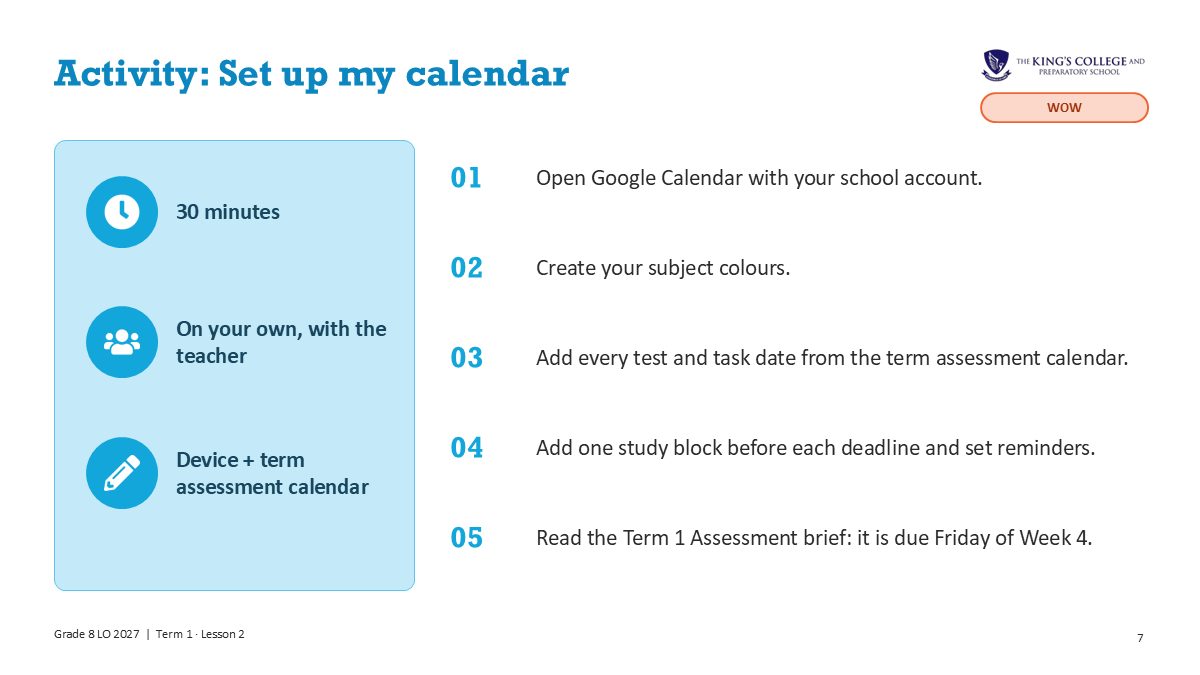 Activity: Set up my calendar
THE KING'S COLLEGE AND
PREPARATORY SCHOOL
WOW
30 minutes
On your own, with the
teacher
Device + term
assessment calendar
01 Open Google Calendar with your school account.
02 Create your subject colours.
03 Add every test and task date from the term assessment calendar.
04 Add one study block before each deadline and set reminders.
05 Read the Term 1 Assessment brief: it is due Friday of Week 4.
Grade 8 LO 2027 | Term 1 · Lesson 2
7